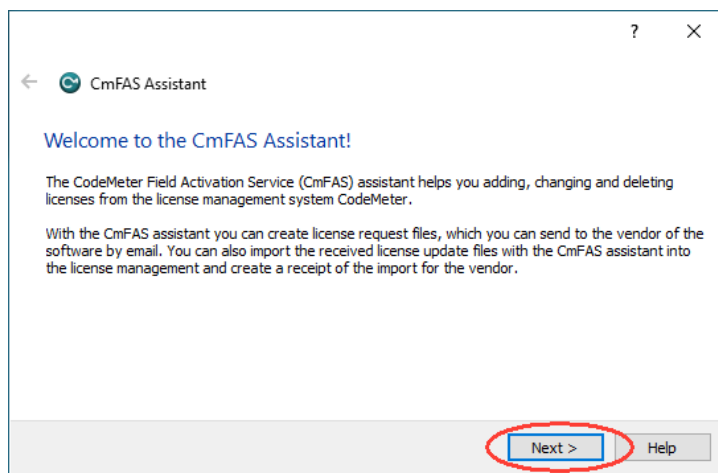 ?
CmFAS Assistant
Welcome to the CmFAS Assistant!
The CodeMeter Field Activation Service (CmFAS) assistant helps you adding, changing and deleting
licenses from the license management system CodeMeter.
With the CmFAS assistant you can create license request files, which you can send to the vendor of the
software by email. You can also import the received license update files with the CmFAS assistant into
the license management and create a receipt of the import for the vendor.
Next >
Help